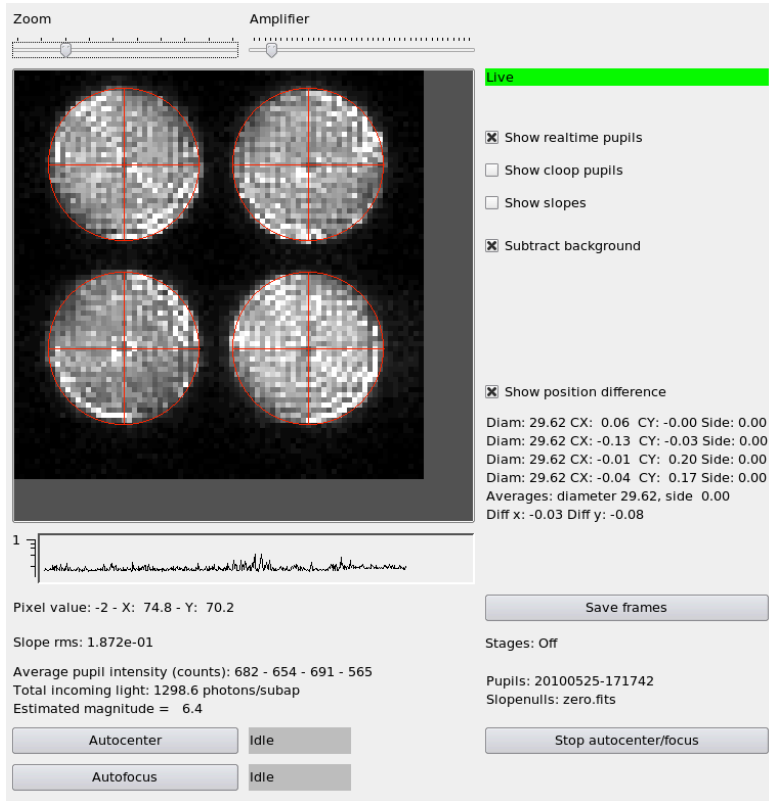 Zoom
Amplifier
Live
Show realtime pupils
Show cloop pupils
Show slopes
Subtract background
Show position difference
Diam: 29.62 CX:  0.06  CY: -0.00 Side: 0.00
Diam: 29.62 CX: -0.13  CY: -0.03 Side: 0.00
Diam: 29.62 CX: -0.01  CY:  0.20 Side: 0.00
Diam: 29.62 CX: -0.04  CY:  0.17 Side: 0.00
Averages: diameter 29.62, side  0.00
Diff x: -0.03 Diff y: -0.08
1
Pixel value: -2 - X:  74.8 - Y:  70.2
Save frames
Slope rms: 1.872e-01
Stages: Off
Average pupil intensity (counts): 682 - 654 - 691 - 565
Total incoming light: 1298.6 photons/subap
Estimated magnitude =   6.4
Pupils: 20100525-171742
Slopenulls: zero.fits
Autocenter
Idle
Stop autocenter/focus
Autofocus
Idle